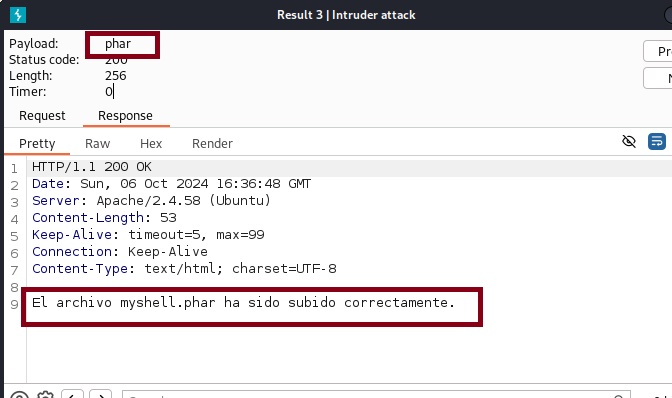 Result 3 | Intruder attack
Payload: phar
Status code: 200
Length: 256
Timer: 0
Request Response
Pretty Raw Hex Render
1 HTTP/1.1 200 OK
2 Date: Sun, 06 Oct 2024 16:36:48 GMT
3 Server: Apache/2.4.58 (Ubuntu)
4 Content-Length: 53
5 Keep-Alive: timeout=5, max=99
6 Connection: Keep-Alive
7 Content-Type: text/html; charset=UTF-8
8
9 El archivo myshell.phar ha sido subido correctamente.